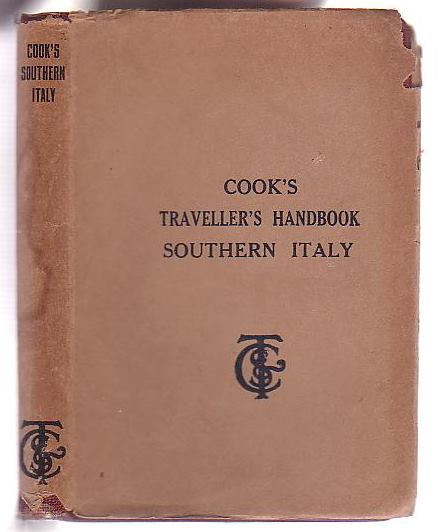 COOK'S
SOUTHERN
ITALY
COOK'S
TRAVELLER'S HANDBOOK
SOUTHERN ITALY